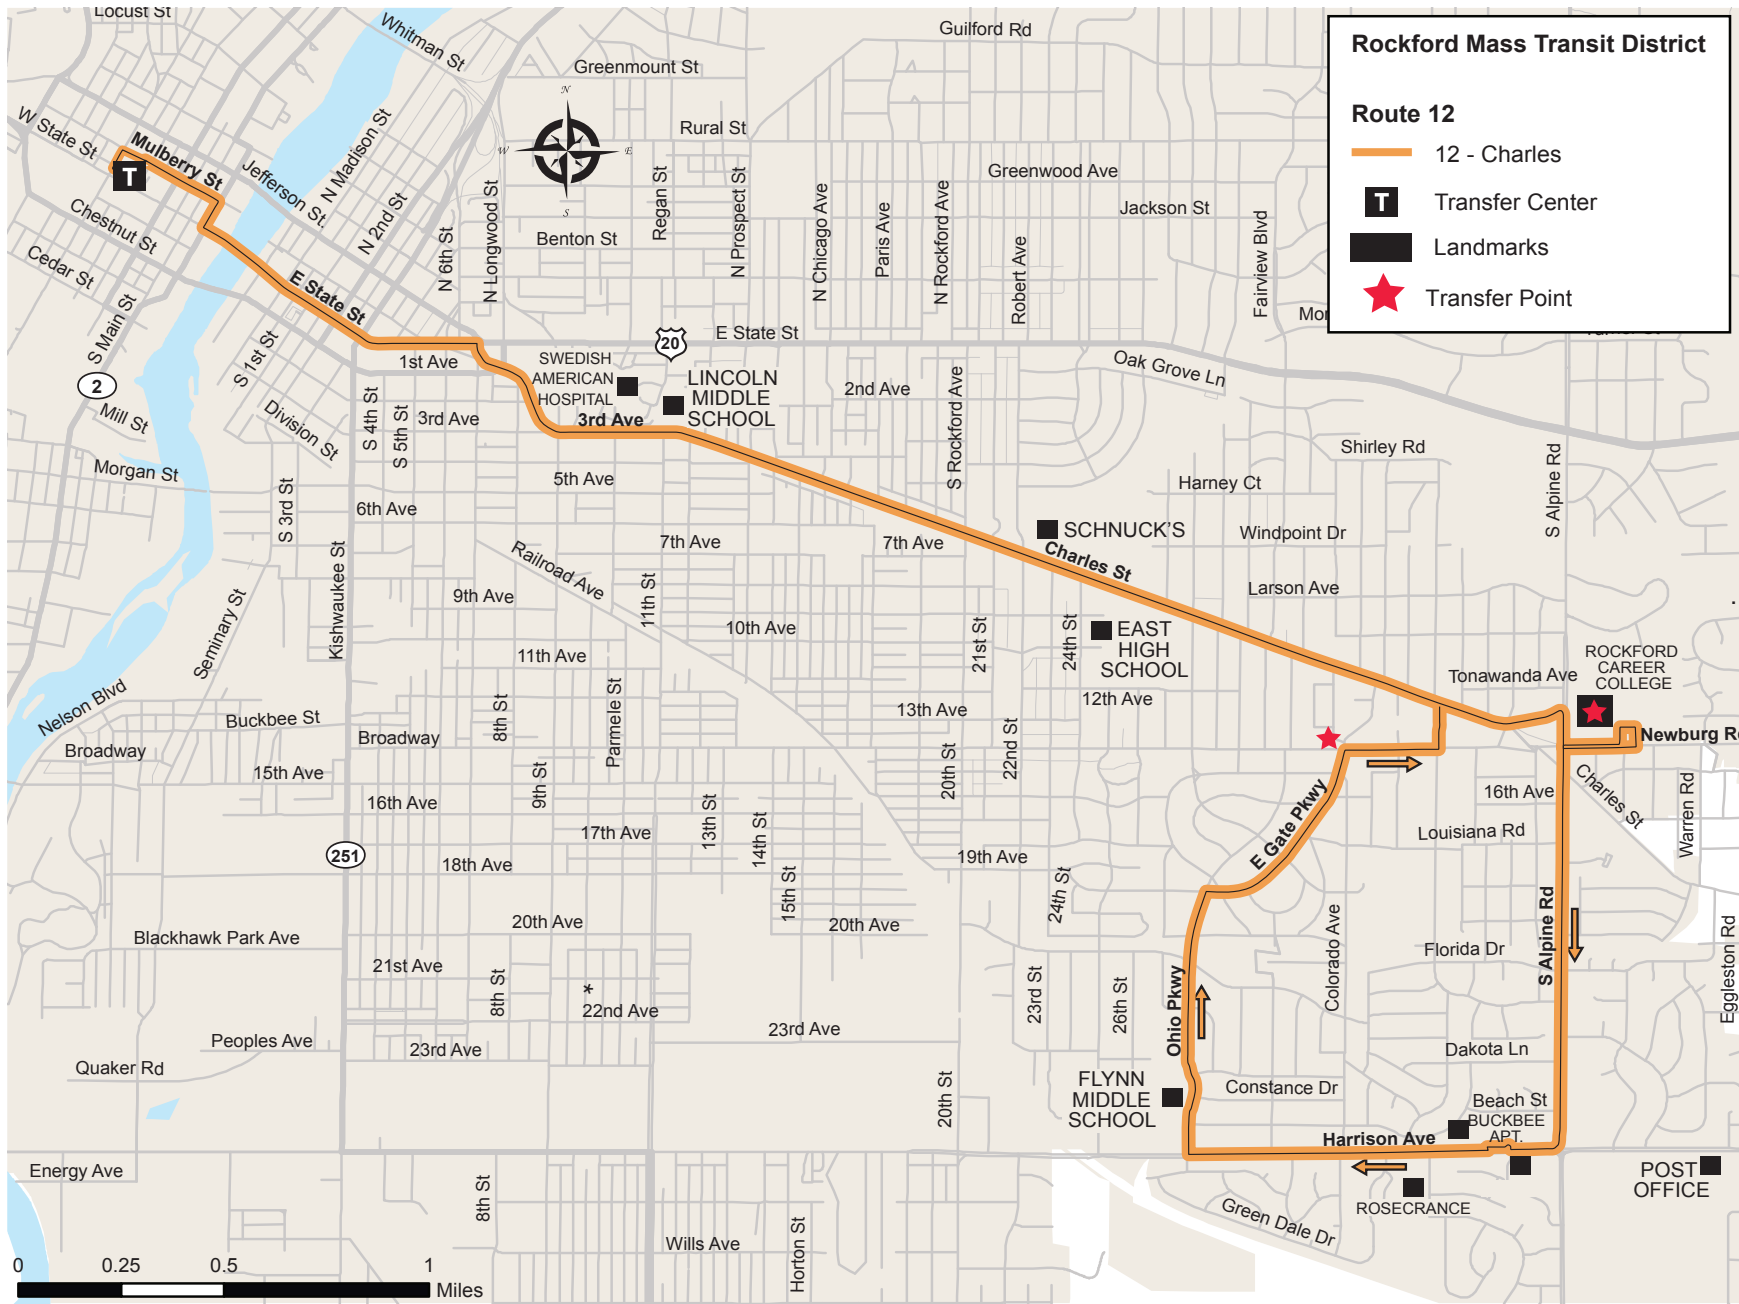 Locust St
Whitman St
Guilford Rd
Greenmount St
Rockford Mass Transit District
Route 12
12 - Charles
T
Transfer Center
Landmarks
Transfer Point
N
W
E
S
W State St
Mulberry St
T
Jefferson St.
N Madison St
N 2nd St
Rural St
Regan St
N Prospect St
Greenwood Ave
Jackson St
Chestnut St
Cedar St
N 6th St
N Longwood St
Benton St
N Chicago Ave
Paris Ave
N Rockford Ave
Robert Ave
Fairview Blvd
E State St
S Main St
S 1st St
20
E State St
Oak Grove Ln
2
1st Ave
SWEDISH
AMERICAN
HOSPITAL
LINCOLN
MIDDLE
SCHOOL
2nd Ave
S Rockford Ave
Mill St
Division St
S 4th St
S 5th St
3rd Ave
3rd Ave
Shirley Rd
S Alpine Rd
Morgan St
S 3rd St
5th Ave
Harney Ct
6th Ave
Kishwaukee St
Railroad Ave
7th Ave
7th Ave
SCHNUCK'S
Charles St
Windpoint Dr
Seminary St
9th Ave
11th St
Larson Ave
10th Ave
21st St
24th St
EAST
HIGH
SCHOOL
11th Ave
Tonawanda Ave
ROCKFORD
CAREER
COLLEGE
Nelson Blvd
Buckbee St
Broadway
Broadway
8th St
Parmele St
13th Ave
12th Ave
22nd St
Newburg Rd
15th Ave
16th Ave
9th St
17th Ave
13th St
14th St
20th St
E Gate Pkwy
16th Ave
Charles St
Louisiana Rd
Warren Rd
251
18th Ave
15th St
19th Ave
24th St
Blackhawk Park Ave
20th Ave
20th Ave
Colorado Ave
Florida Dr
S Alpine Rd
Eggleston Rd
21st Ave
8th St
*
22nd Ave
23rd St
26th St
Ohio Pkwy
23rd Ave
Peoples Ave
23rd Ave
Quaker Rd
20th St
Dakota Ln
FLYNN
MIDDLE
SCHOOL
Constance Dr
Beach St
BUCKBEE
APT.
Harrison Ave
Energy Ave
8th St
ROSECRANCE
POST
OFFICE
Green Dale Dr
Wills Ave
Horton St
0
0.25
0.5
1
Miles